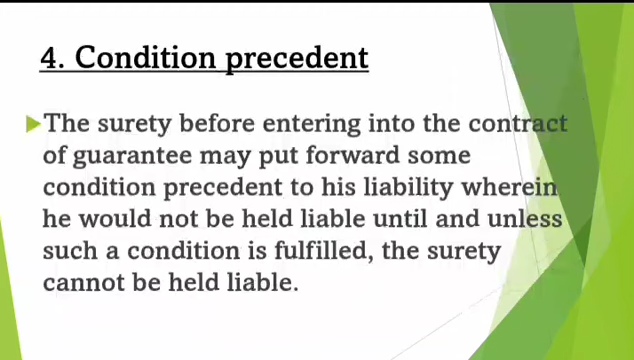 4. Condition precedent
The surety before entering into the contract
of guarantee may put forward some
condition precedent to his liability wherein
he would not be held liable until and unless
such a condition is fulfilled, the surety
cannot be held liable.